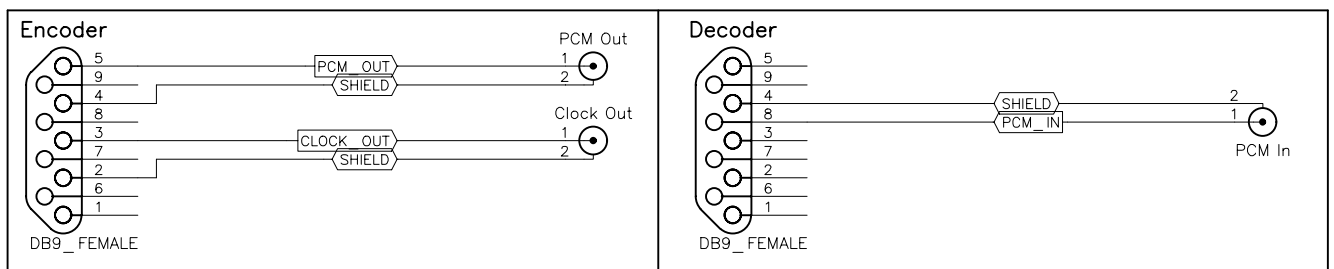 Encoder
PCM Out
5
PCM_OUT
1
9
SHIELD
2
4
8
Clock Out
3
CLOCK_OUT
1
7
SHIELD
2
2
6
1
DB9_FEMALE
Decoder
5
9
4
SHIELD
2
8
PCM_IN
1
3
7
PCM In
2
6
1
DB9_FEMALE